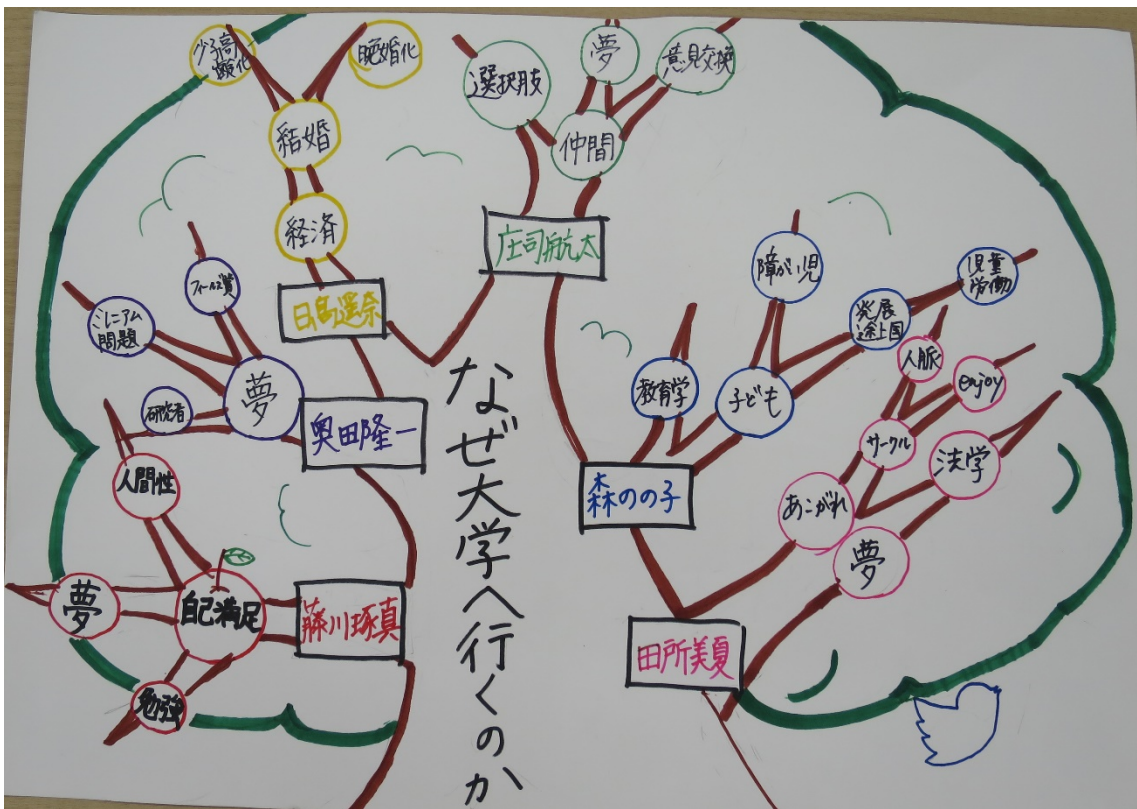 なぜ大学へ行くのか
少子高
齢化
晩婚化
結婚
経済
選択肢
夢
意見交換
仲間
庄司航太
ミレニアム
問題
フィールズ賞
研究者
夢
奥田隆一
人間性
夢
自己満足
勉強
藤川琢真
障がい児
児童
労働
発展
途上国
教育学
子ども
森のの子
人脈
enjoy
サークル
法学
あこがれ
夢
田所美夏